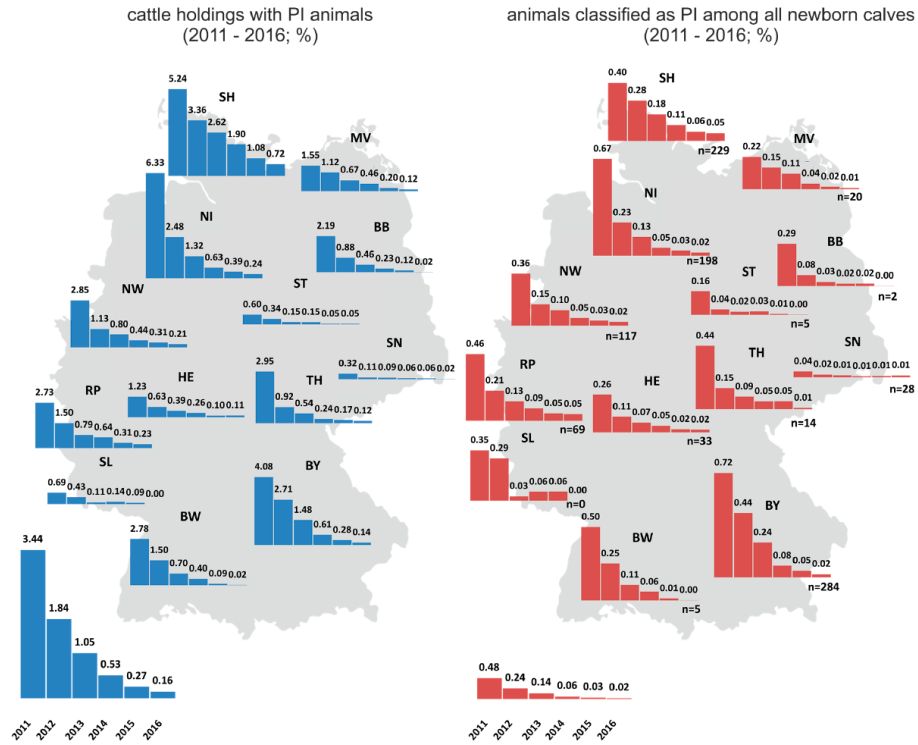 cattle holdings with PI animals
(2011 - 2016; %)
SH
5.24 3.36 2.62 1.90 1.08 0.72
MV
1.55 1.12 0.67 0.46 0.20 0.12
NI
6.33 2.48 1.32 0.63 0.39 0.24
BB
2.19 0.88 0.46 0.23 0.12 0.02
NW
2.85 1.13 0.80 0.44 0.31 0.21
ST
0.60 0.34 0.15 0.15 0.05 0.05
SN
0.32 0.11 0.09 0.06 0.06 0.02
RP
2.73 1.50 0.79 0.64 0.31 0.23
HE
1.23 0.63 0.39 0.26 0.10 0.11
TH
2.95 0.92 0.54 0.24 0.17 0.12
SL
0.69 0.43 0.11 0.14 0.09 0.00
BY
4.08 2.71 1.48 0.61 0.28 0.14
BW
2.78 1.50 0.70 0.40 0.09 0.02
3.44 1.84 1.05 0.53 0.27 0.16
2011 2012 2013 2014 2015 2016
animals classified as PI among all newborn calves
(2011 - 2016; %)
SH
0.40 0.28 0.18 0.11 0.06 0.05
n=229
MV
0.22 0.15 0.11 0.04 0.02 0.01
n=20
NI
0.67 0.23 0.13 0.05 0.03 0.02
n=198
BB
0.29 0.08 0.03 0.02 0.02 0.00
n=2
NW
0.36 0.15 0.10 0.05 0.03 0.02
n=117
ST
0.16 0.04 0.02 0.03 0.01 0.00
n=5
SN
0.04 0.02 0.01 0.01 0.01 0.01
n=28
RP
0.46 0.21 0.13 0.09 0.05 0.05
n=69
HE
0.26 0.11 0.07 0.05 0.02 0.02
n=33
TH
0.44 0.15 0.09 0.05 0.05 0.01
n=14
SL
0.35 0.29 0.03 0.06 0.06 0.00
n=0
BY
0.72 0.44 0.24 0.08 0.05 0.02
n=284
BW
0.50 0.25 0.11 0.06 0.01 0.00
n=5
0.48 0.24 0.14 0.06 0.03 0.02
2011 2012 2013 2014 2015 2016